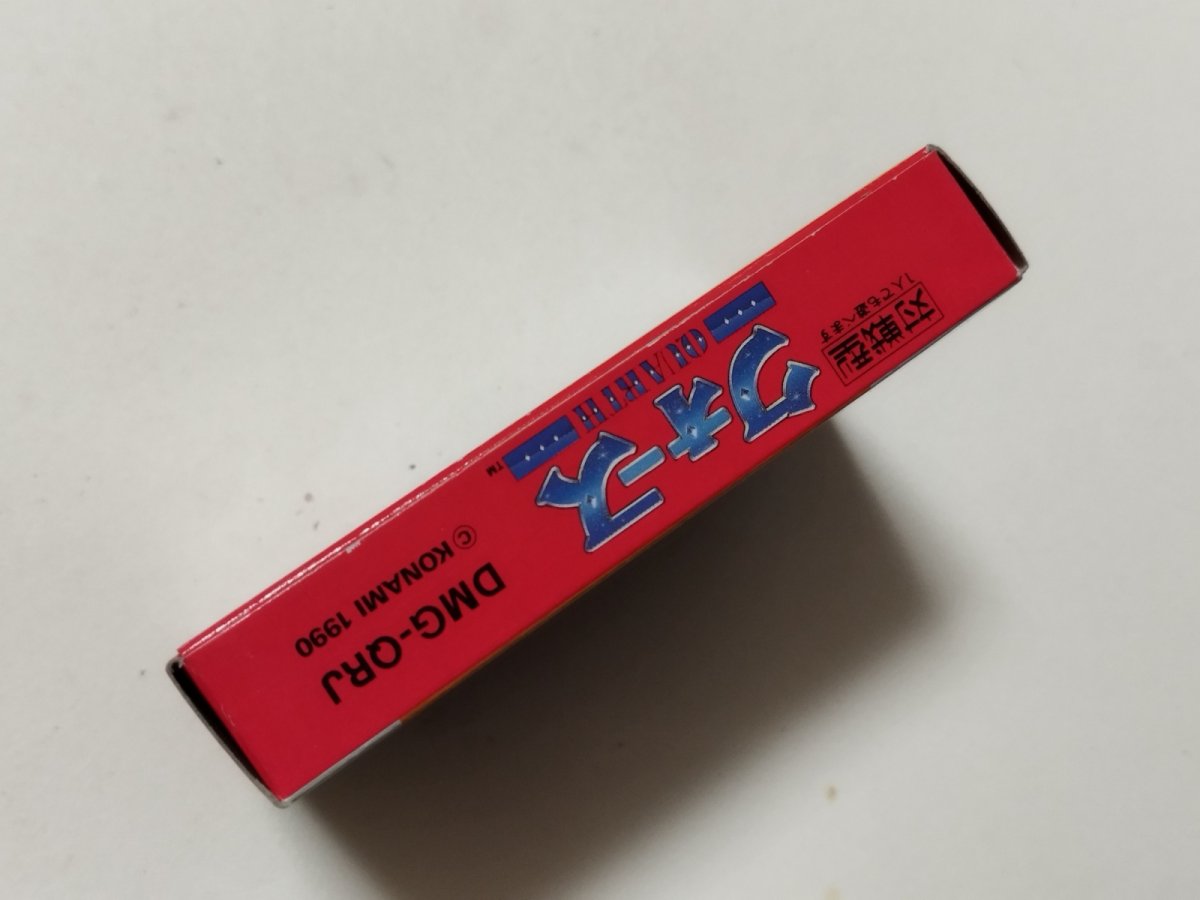 対戦型
1人でも遊べます
クォース
QUARTH
™
DMG-QRJ
© KONAMI 1990